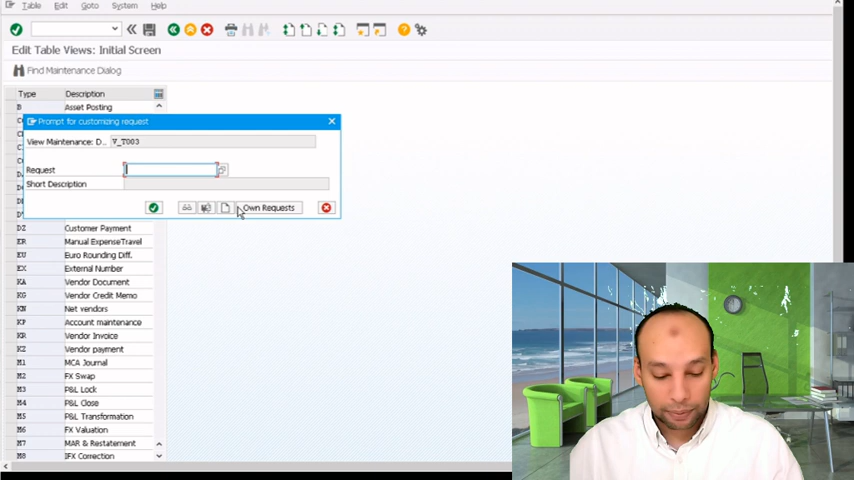 Table Edit Goto System Help
Edit Table Views: Initial Screen
Find Maintenance Dialog
Type Description
B Asset Posting
Prompt for customizing request
View Maintenance: D... V_T003
Request
Short Description
Own Requests
DZ Customer Payment
ER Manual ExpenseTravel
EU Euro Rounding Diff.
EX External Number
KA Vendor Document
KG Vendor Credit Memo
KN Net vendors
KP Account maintenance
KR Vendor Invoice
KZ Vendor payment
M1 MCA Journal
M2 FX Swap
M3 P&L Lock
M4 P&L Close
M5 P&L Transformation
M6 FX Valuation
M7 MAR & Restatement
M8 IFX Correction